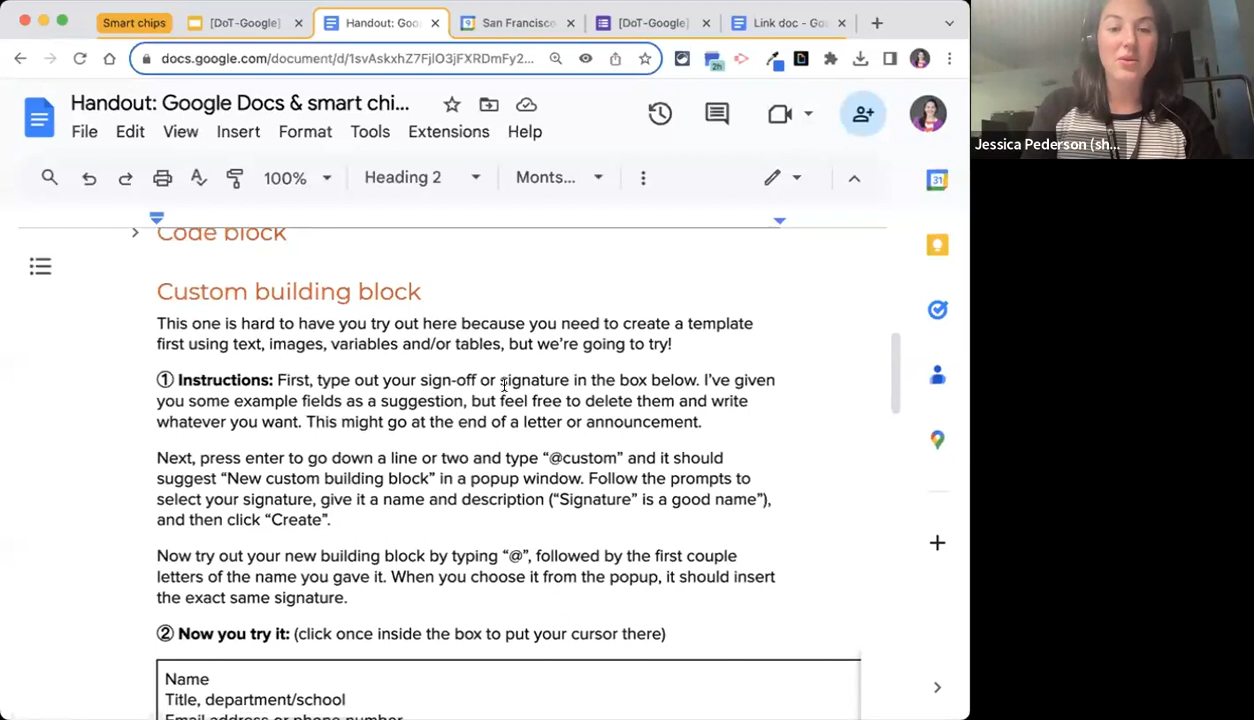 Smart chips
[DoT-Google]
Handout: Goo
San Francisco
[DoT-Google]
Link doc - Go
docs.google.com/document/d/1svAskxhZ7FjlO3jFXRDmFy2...
2h
Handout: Google Docs & smart chi...
File Edit View Insert Format Tools Extensions Help
100% Heading 2 Monts...
31
Code block
Custom building block
This one is hard to have you try out here because you need to create a template
first using text, images, variables and/or tables, but we’re going to try!
① Instructions: First, type out your sign-off or signature in the box below. I’ve given
you some example fields as a suggestion, but feel free to delete them and write
whatever you want. This might go at the end of a letter or announcement.
Next, press enter to go down a line or two and type “@custom” and it should
suggest “New custom building block” in a popup window. Follow the prompts to
select your signature, give it a name and description (“Signature” is a good name”),
and then click “Create”.
Now try out your new building block by typing “@”, followed by the first couple
letters of the name you gave it. When you choose it from the popup, it should insert
the exact same signature.
② Now you try it: (click once inside the box to put your cursor there)
Name
Title, department/school
Email address or phone number
Jessica Pederson (sh...